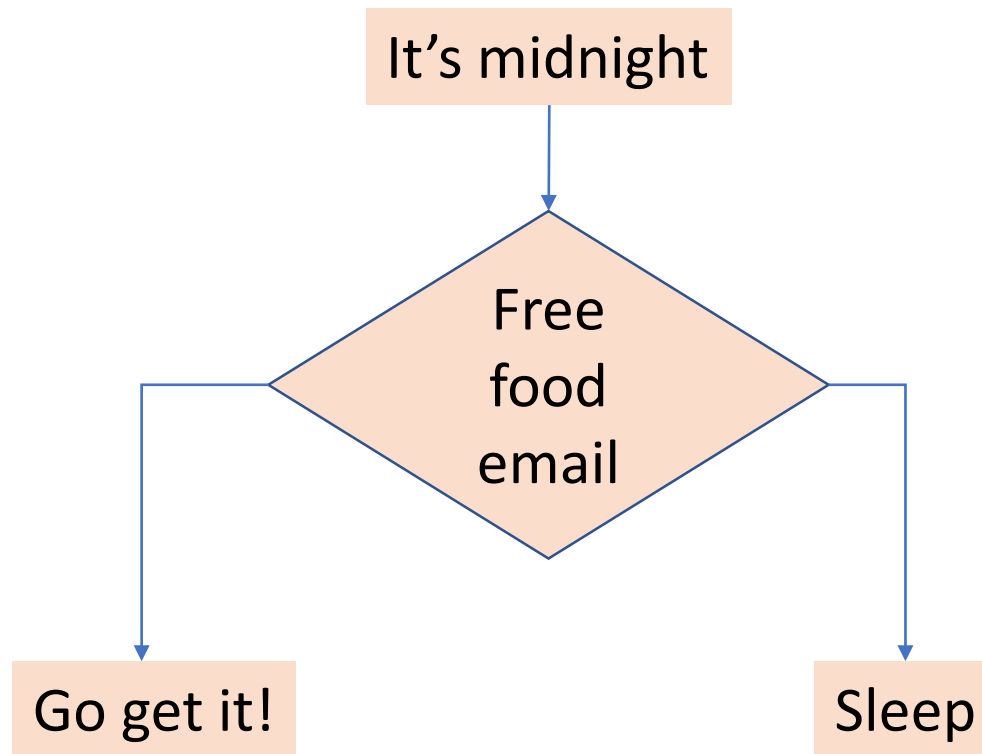 It’s midnight
Free
food
email
Go get it!
Sleep